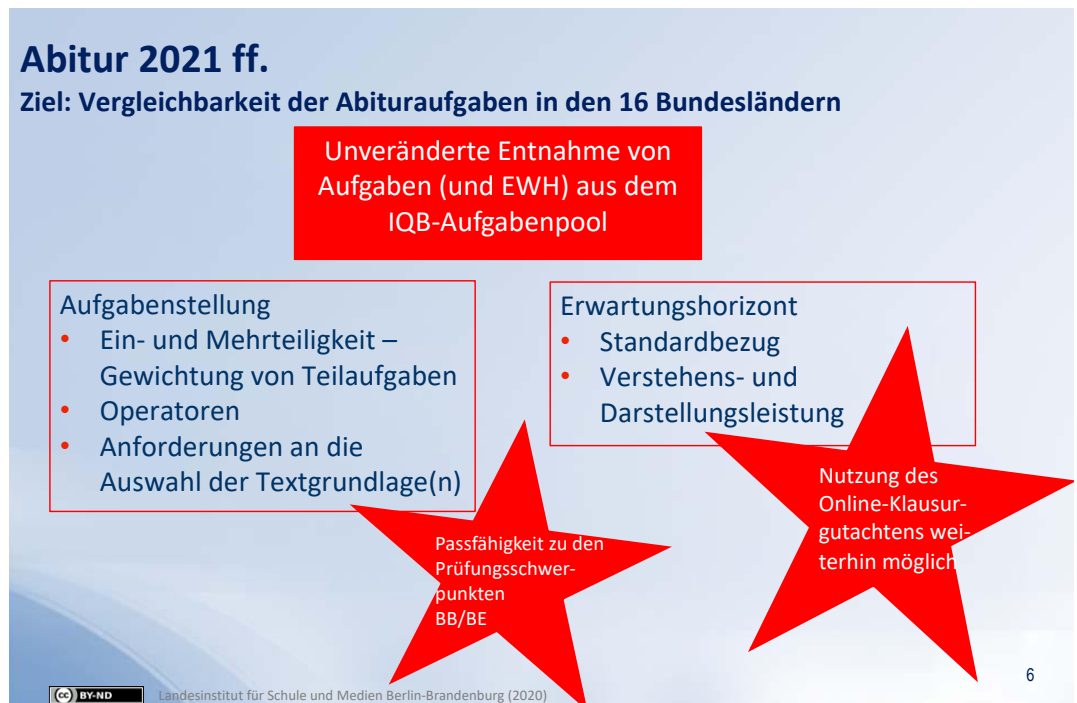 Abitur 2021 ff.
Ziel: Vergleichbarkeit der Abituraufgaben in den 16 Bundesländern
Unveränderte Entnahme von
Aufgaben (und EWH) aus dem
IQB-Aufgabenpool
Aufgabenstellung
• Ein- und Mehrteiligkeit –
Gewichtung von Teilaufgaben
• Operatoren
• Anforderungen an die
Auswahl der Textgrundlage(n)
Erwartungshorizont
• Standardbezug
• Verstehens- und
Darstellungsleistung
Passfähigkeit zu den
Prüfungsschwer-
punkten
BB/BE
Nutzung des
Online-Klausur-
gutachtens wei-
terhin möglich
6
cc BY-ND
Landesinstitut für Schule und Medien Berlin-Brandenburg (2020)